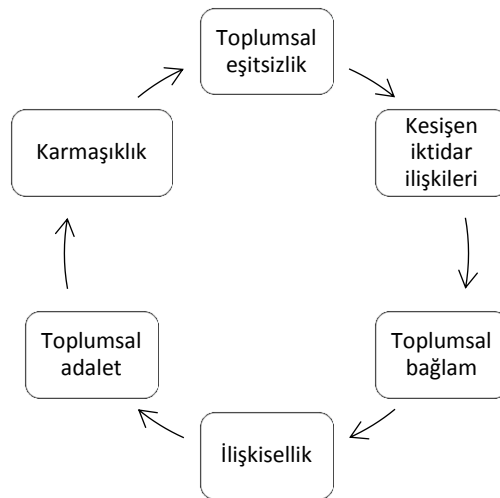 Toplumsal
eşitsizlik
Kesişen
iktidar
ilişkileri
Toplumsal
bağlam
İlişkisellik
Toplumsal
adalet
Karmaşıklık